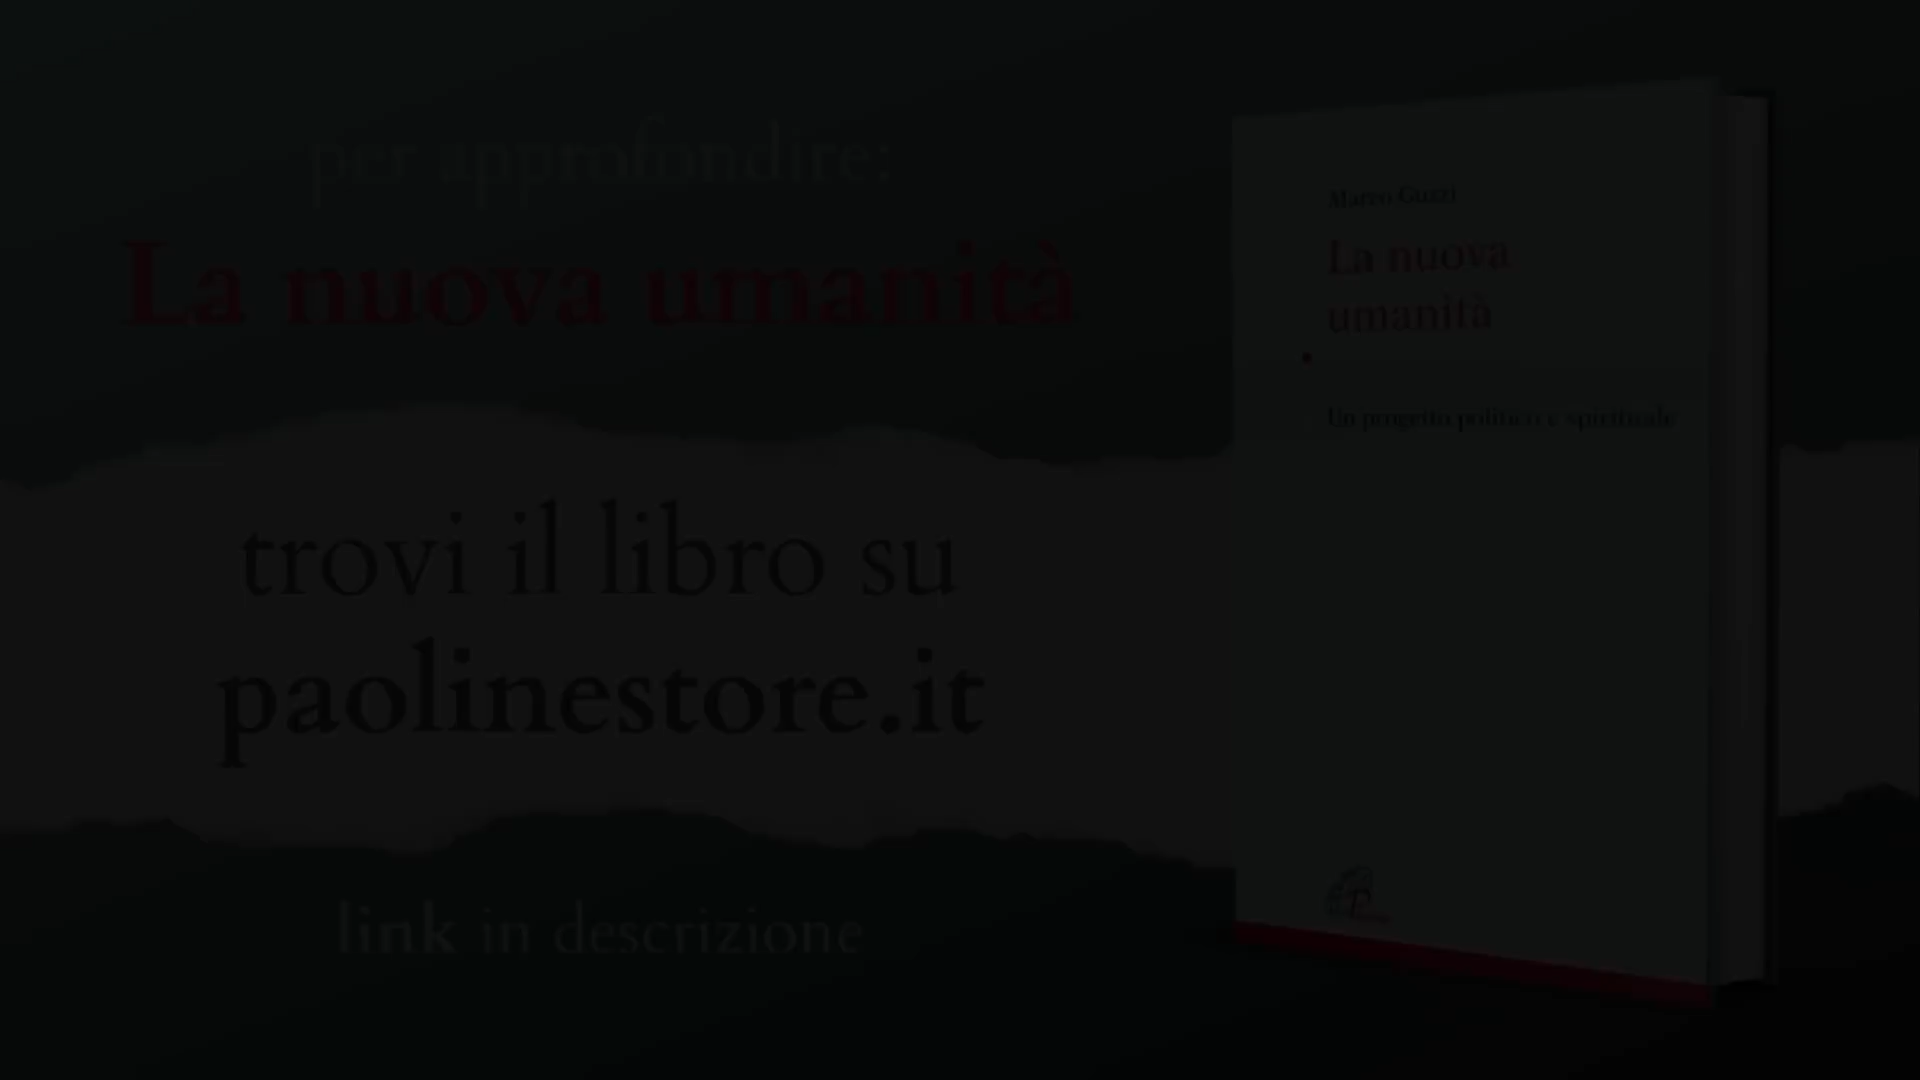 per approfondire:
La nuova umanità
trovi il libro su
paolinestore.it
link in descrizione
Marco Guzzi
La nuova
umanità
Un progetto politico e spirituale